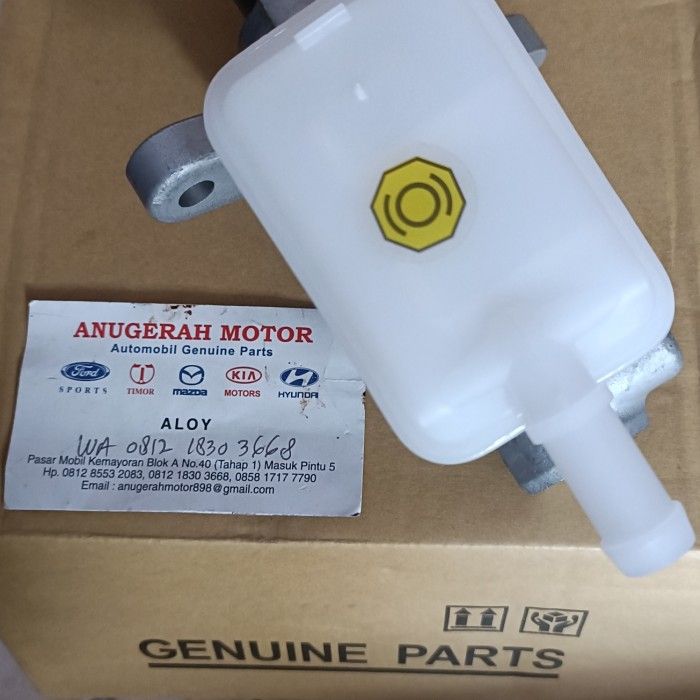 ANUGERAH MOTOR
Automobil Genuine Parts
Ford
SPORTS
TIMOR
mazda
KIA
MOTORS
HYUNDAI
ALOY
WA 0812 1830 3668
Pasar Mobil Kemayoran Blok A No.40 (Tahap 1) Masuk Pintu 5
Hp. 0812 8553 2083, 0812 1830 3668, 0858 1717 7790
Email : anugerahmotor898@gmail.com
GENUINE PARTS